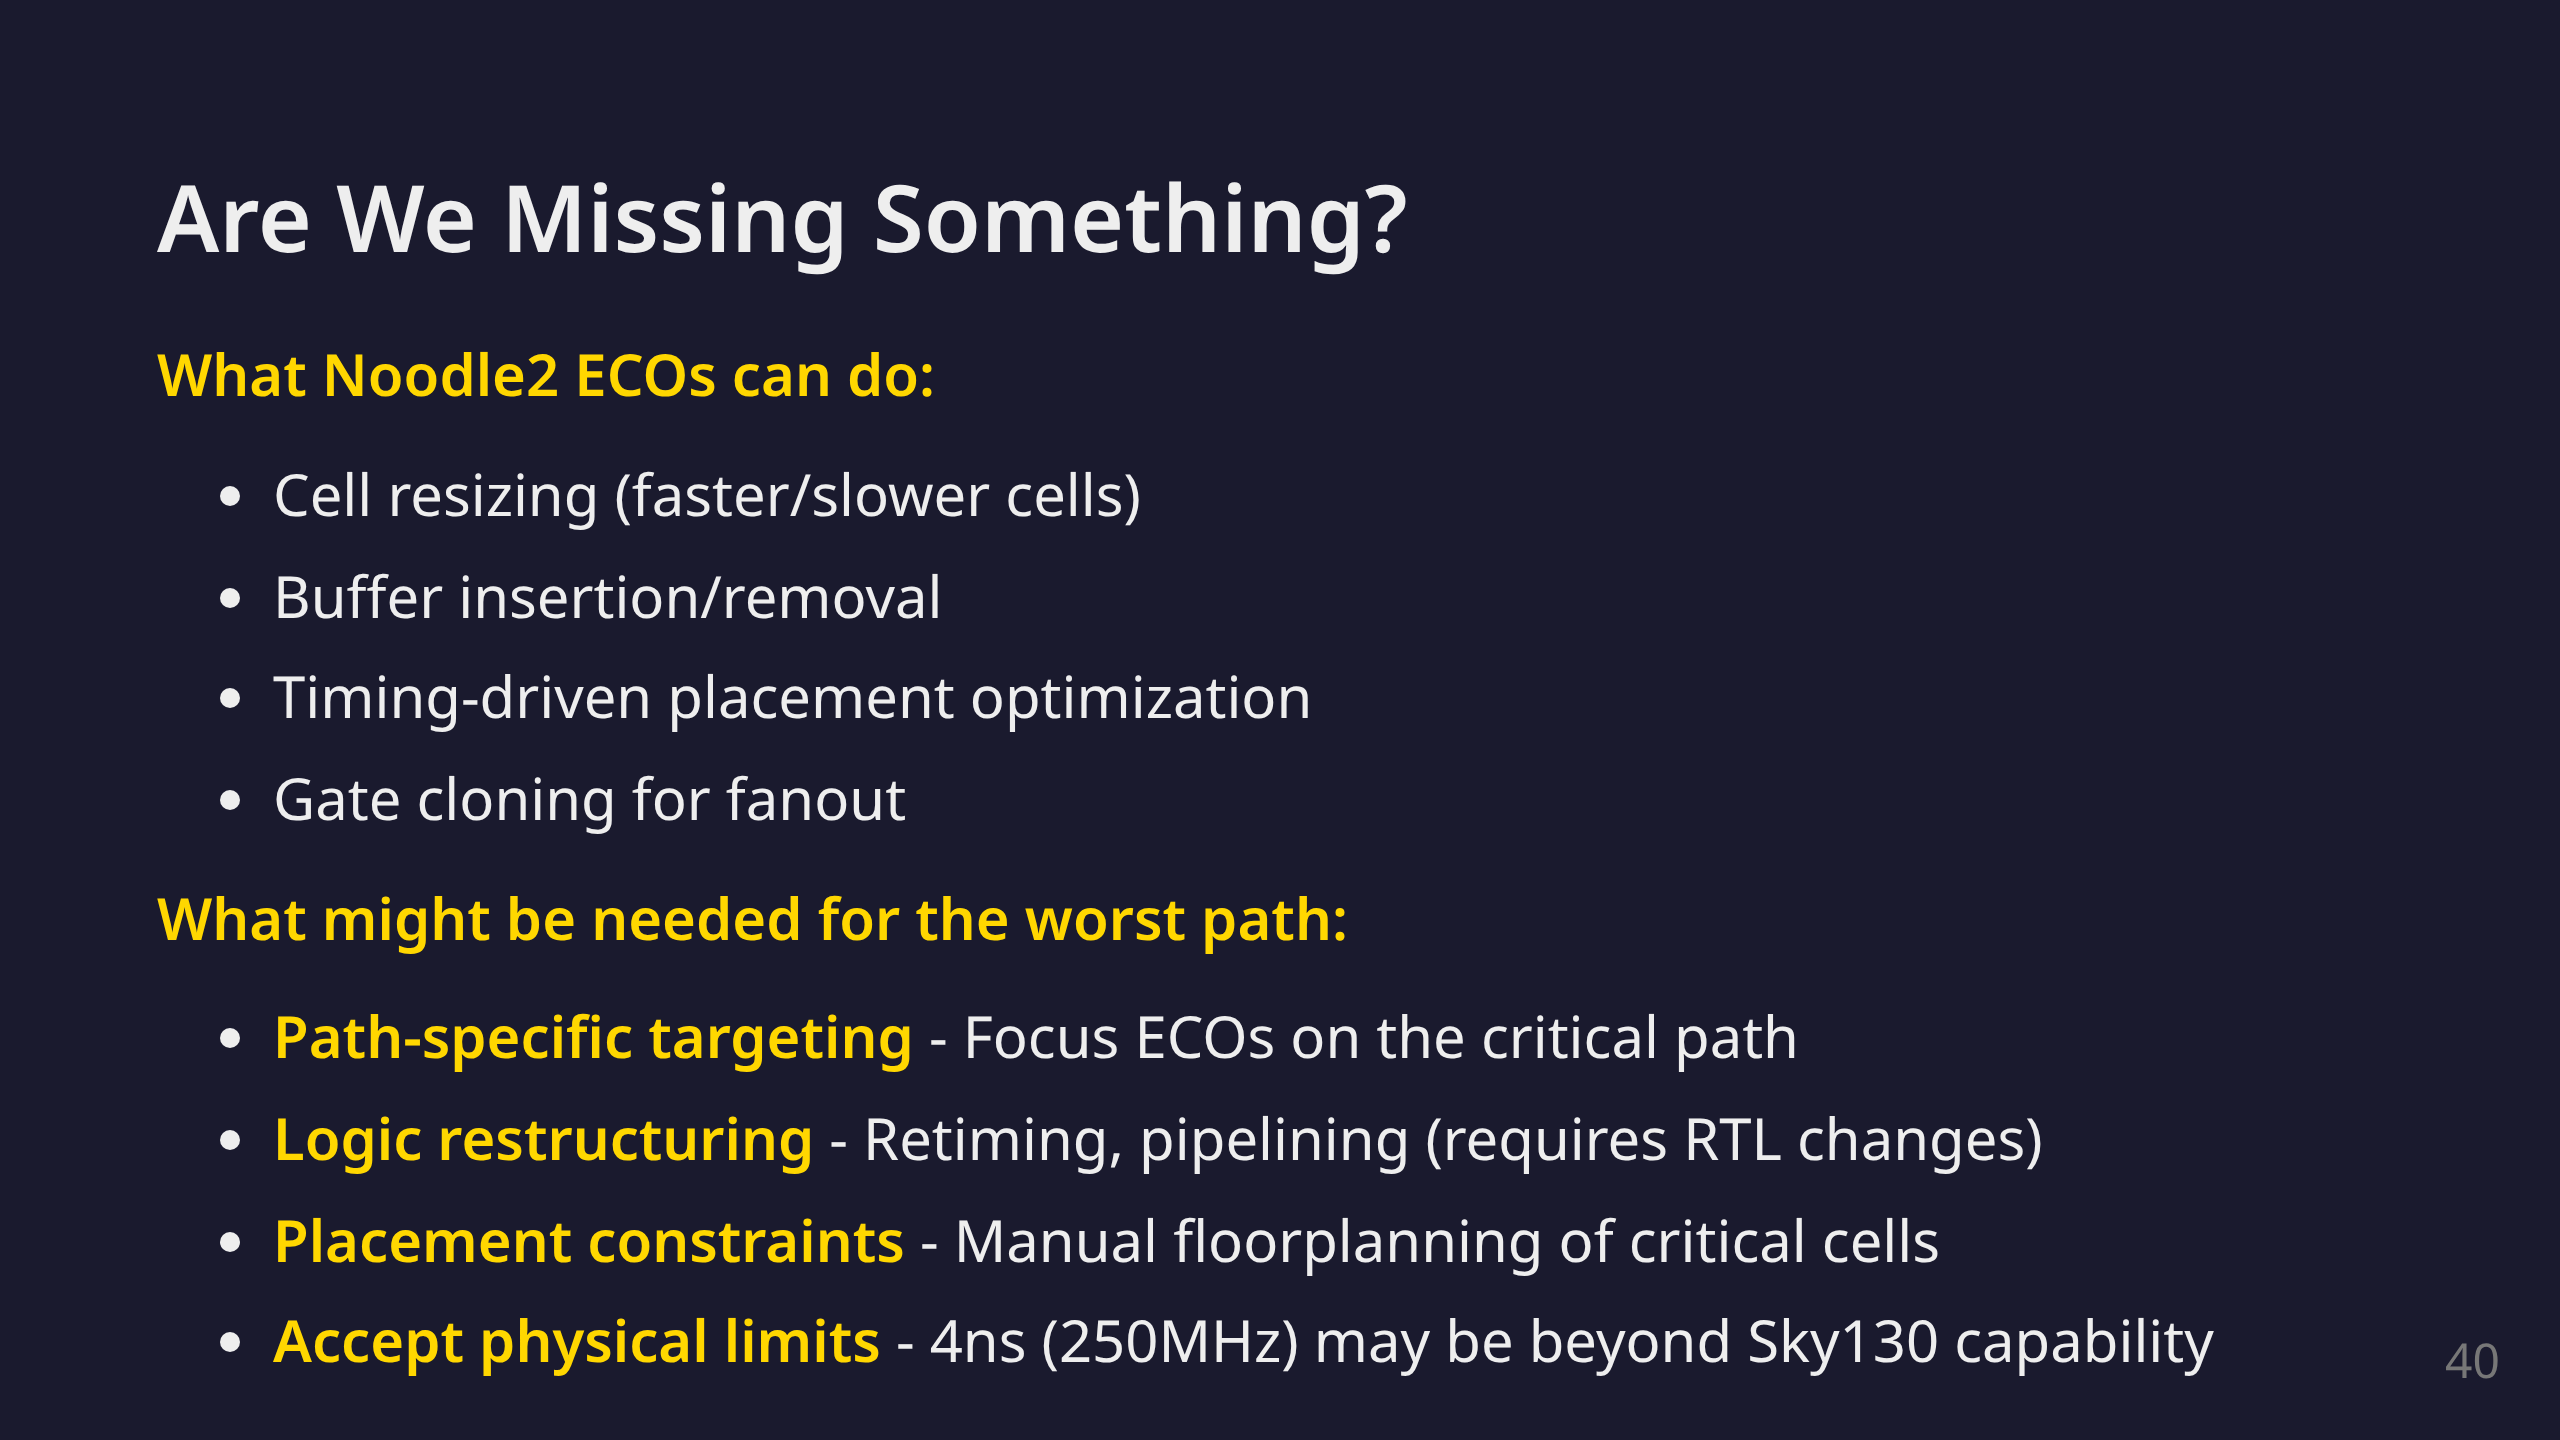 Are We Missing Something?
What Noodle2 ECOs can do:
• Cell resizing (faster/slower cells)
• Buffer insertion/removal
• Timing-driven placement optimization
• Gate cloning for fanout
What might be needed for the worst path:
• Path-specific targeting - Focus ECOs on the critical path
• Logic restructuring - Retiming, pipelining (requires RTL changes)
• Placement constraints - Manual floorplanning of critical cells
• Accept physical limits - 4ns (250MHz) may be beyond Sky130 capability
40